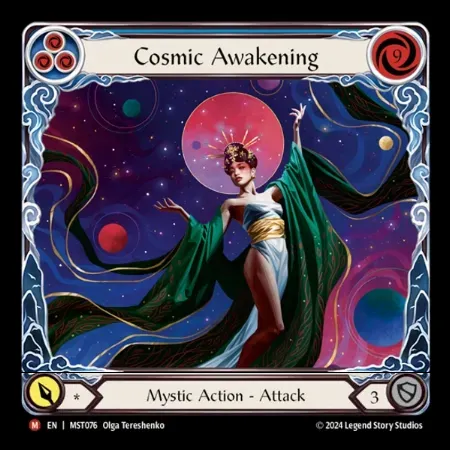 Cosmic Awakening
9
*
Mystic Action - Attack
3
M EN | MST076 Olga Tereshenko
© 2024 Legend Story Studios